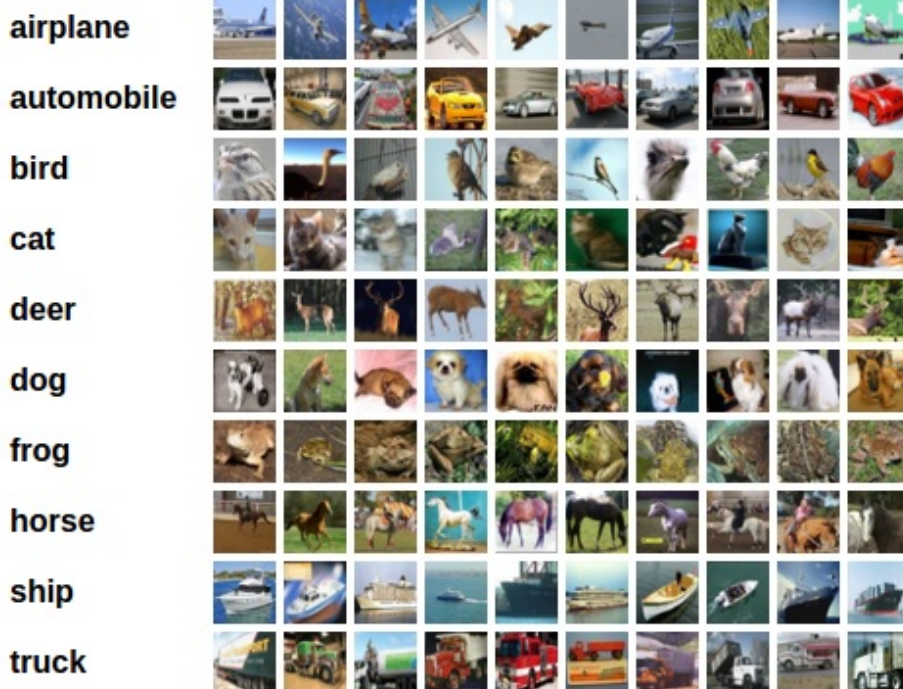 airplane
automobile
bird
cat
deer
dog
frog
horse
ship
truck